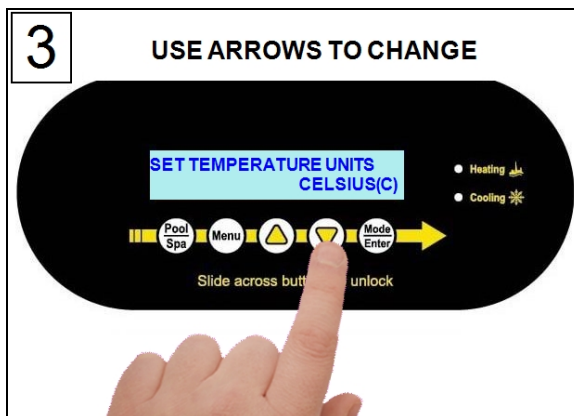 3
USE ARROWS TO CHANGE
SET TEMPERATURE UNITS
CELSIUS(C)
Heating
Cooling
Pool
Spa
Menu
Mode
Enter
Slide across but unlock